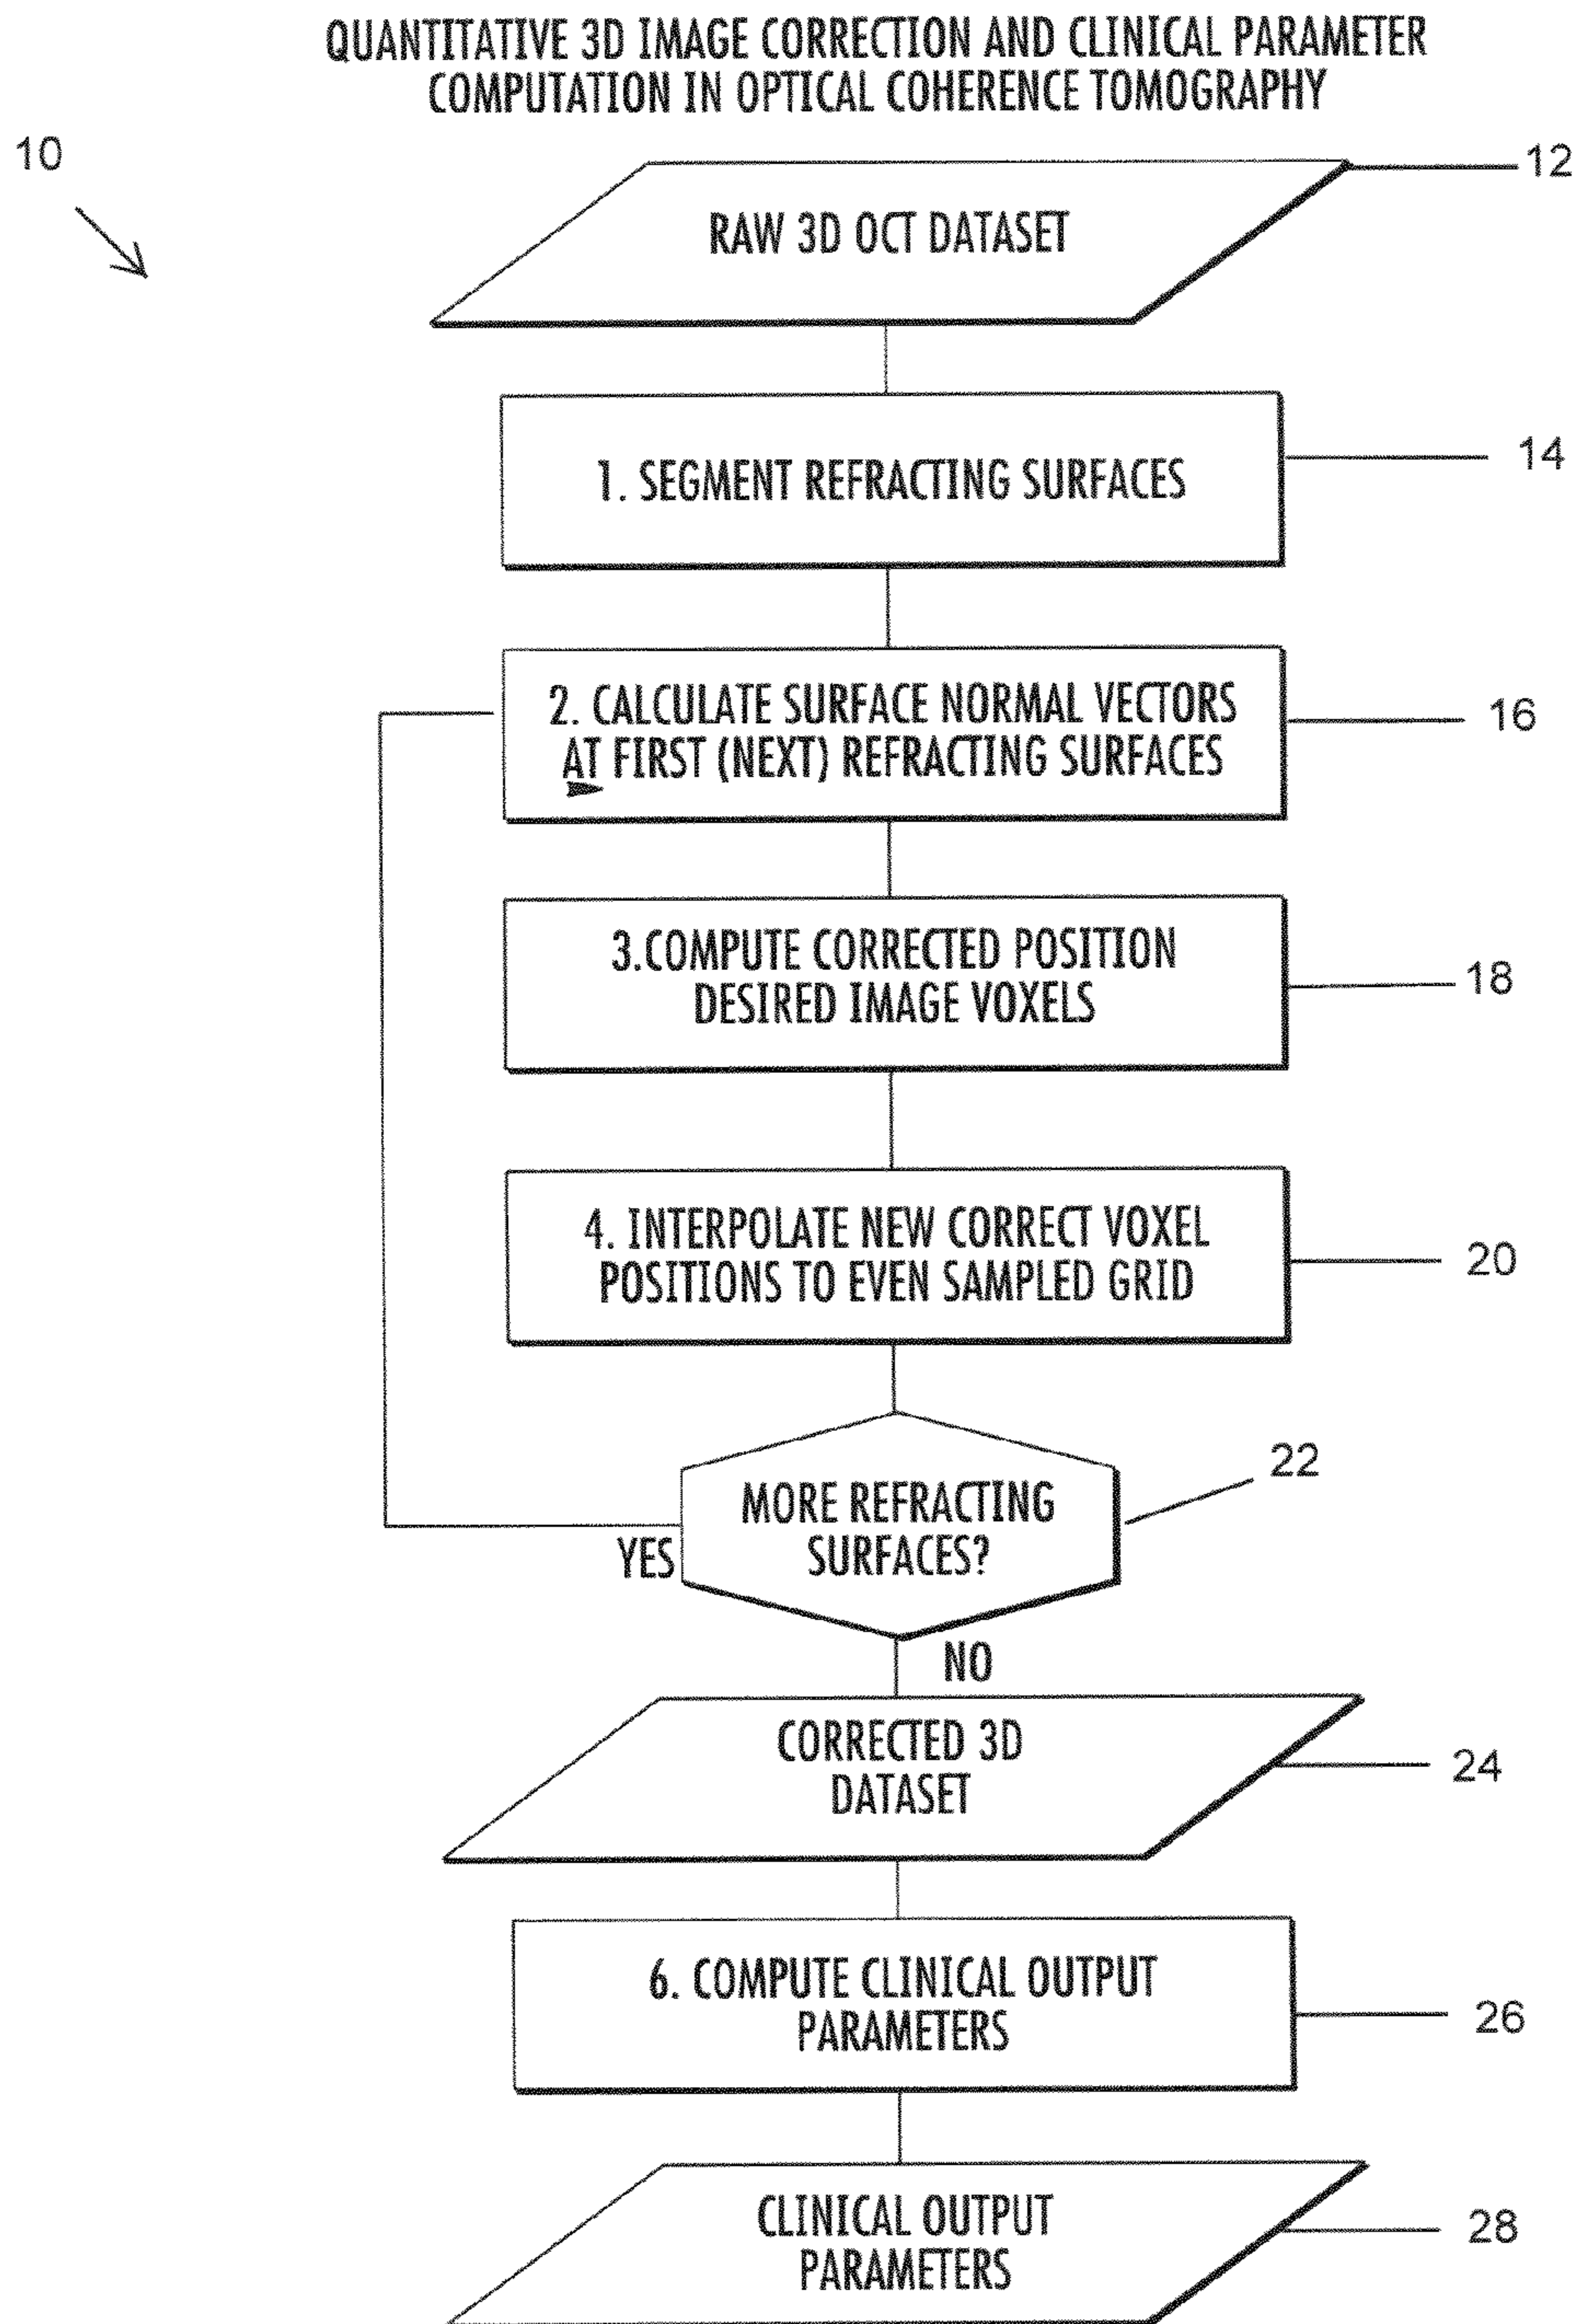 QUANTITATIVE 3D IMAGE CORRECTION AND CLINICAL PARAMETER
COMPUTATION IN OPTICAL COHERENCE TOMOGRAPHY
10
12
RAW 3D OCT DATASET
1. SEGMENT REFRACTING SURFACES
14
2. CALCULATE SURFACE NORMAL VECTORS
AT FIRST (NEXT) REFRACTING SURFACES
16
3.COMPUTE CORRECTED POSITION
DESIRED IMAGE VOXELS
18
4. INTERPOLATE NEW CORRECT VOXEL
POSITIONS TO EVEN SAMPLED GRID
20
22
MORE REFRACTING
SURFACES?
YES
NO
CORRECTED 3D
DATASET
24
6. COMPUTE CLINICAL OUTPUT
PARAMETERS
26
CLINICAL OUTPUT
PARAMETERS
28